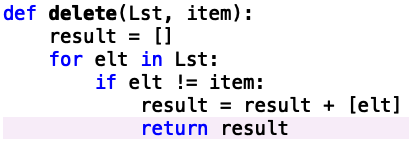 def delete(Lst, item):
    result = []
    for elt in Lst:
        if elt != item:
            result = result + [elt]
            return result